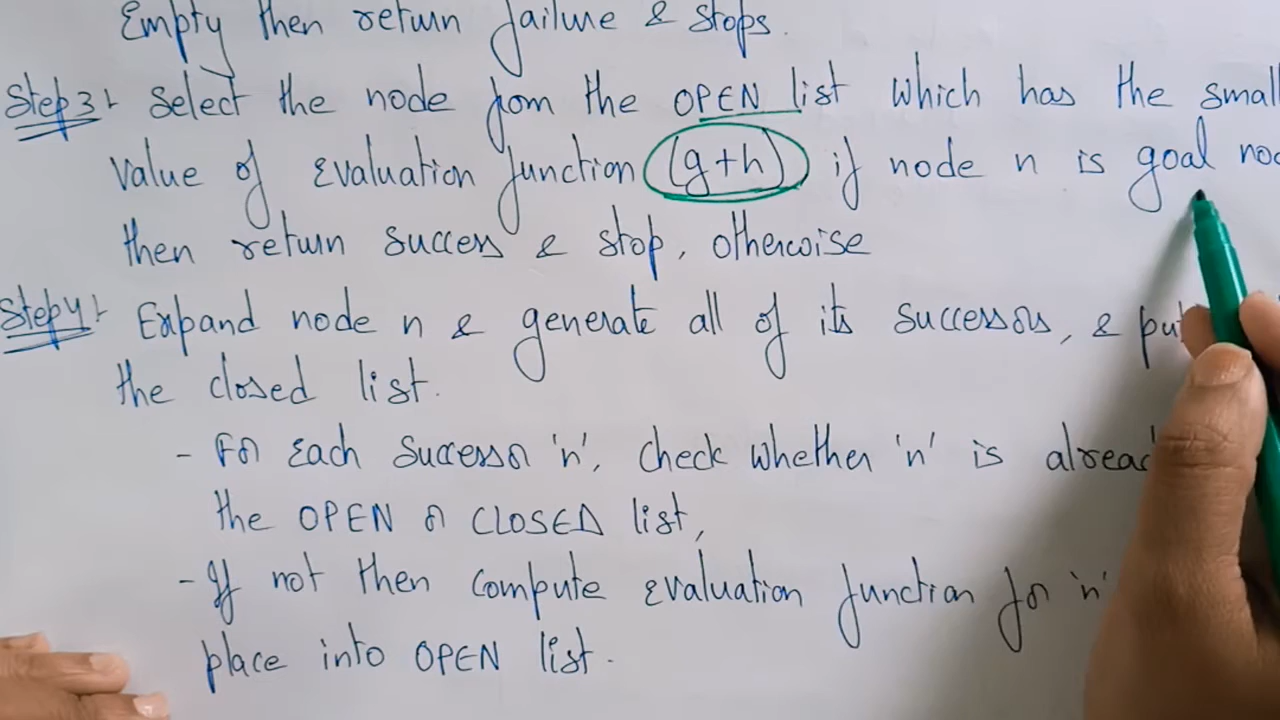 Empty then return failure & stops.
Step3:- Select the node from the OPEN list which has the small
value of Evaluation function (g+h) if node n is goal
then return success & stop, otherwise
Step4:- Expand node n & generate all of its successors, & put
the closed list.
- For Each Successor 'n', check whether 'n' is
the OPEN or CLOSED list,
- If not then compute evaluation function for 'n'
place into OPEN list.